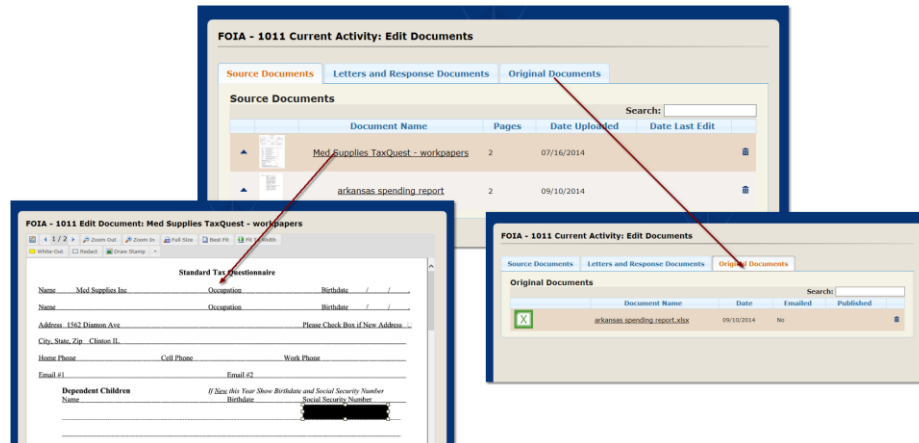 FOIA - 1011 Current Activity: Edit Documents
Source Documents Letters and Response Documents Original Documents
Source Documents
Search:
Document Name Pages Date Uploaded Date Last Edit
Med Supplies TaxQuest - workpapers 2 07/16/2014
arkansas spending report 2 09/10/2014
FOIA - 1011 Edit Document: Med Supplies TaxQuest - workpapers
1 / 2 Zoom Out Zoom In Full Size Best Fit Fit To Width
White-Out Redact Draw Stamp
Standard Tax Questionnaire
Name Med Supplies Inc Occupation Birthdate / / .
Name Occupation Birthdate / / .
Address 1562 Diamon Ave Please Check Box if New Address
City, State, Zip Clinton IL
Home Phone Cell Phone Work Phone
Email #1 Email #2
Dependent Children If New this Year Show Birthdate and Social Security Number
Name Birthdate Social Security Number
FOIA - 1011 Current Activity: Edit Documents
Source Documents Letters and Response Documents Original Documents
Original Documents
Search:
Document Name Date Emailed Published
arkansas spending report.xlsx 09/10/2014 No